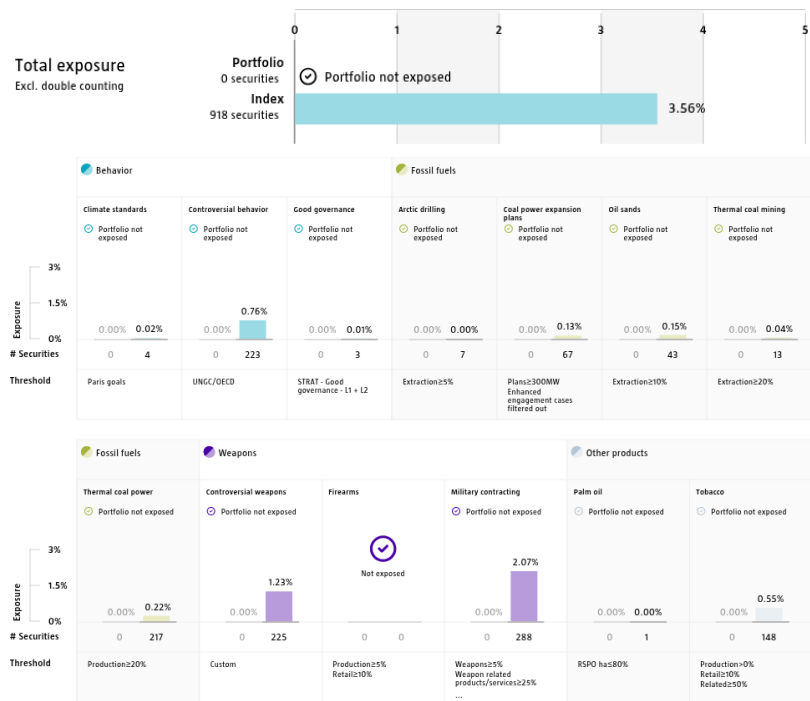 0 1 2 3 4 5
Total exposure
Excl. double counting
Portfolio
0 securities
Portfolio not exposed
Index
918 securities
3.56%
Behavior
Fossil fuels
Climate standards
Portfolio not
exposed
Controversial behavior
Portfolio not
exposed
Good governance
Portfolio not
exposed
Arctic drilling
Portfolio not
exposed
Coal power expansion
plans
Portfolio not
exposed
Oil sands
Portfolio not
exposed
Thermal coal mining
Portfolio not
exposed
Exposure
3%
1.5%
0%
0.00% 0.02%
0.00% 0.76%
0.00% 0.01%
0.00% 0.00%
0.00% 0.13%
0.00% 0.15%
0.00% 0.04%
# Securities 0 4 0 223 0 3 0 7 0 67 0 43 0 13
Threshold
Paris goals
UNGC/OECD
STRAT - Good
governance - L1 + L2
Extraction≥5%
Plans≥300MW
Enhanced
engagement cases
filtered out
Extraction≥10%
Extraction≥20%
Fossil fuels
Weapons
Other products
Thermal coal power
Portfolio not exposed
Controversial weapons
Portfolio not exposed
Firearms
Not exposed
Military contracting
Portfolio not exposed
Palm oil
Portfolio not exposed
Tobacco
Portfolio not exposed
Exposure
3%
1.5%
0%
0.00% 0.22%
0.00% 1.23%
0.00% 2.07%
0.00% 0.00%
0.00% 0.55%
# Securities 0 217 0 225 0 0 0 288 0 1 0 148
Threshold
Production≥20%
Custom
Production≥5%
Retail≥10%
Weapons≥5%
Weapon related
products/services≥25%
...
RSPO ha≤80%
Production>0%
Retail≥10%
Related≥50%